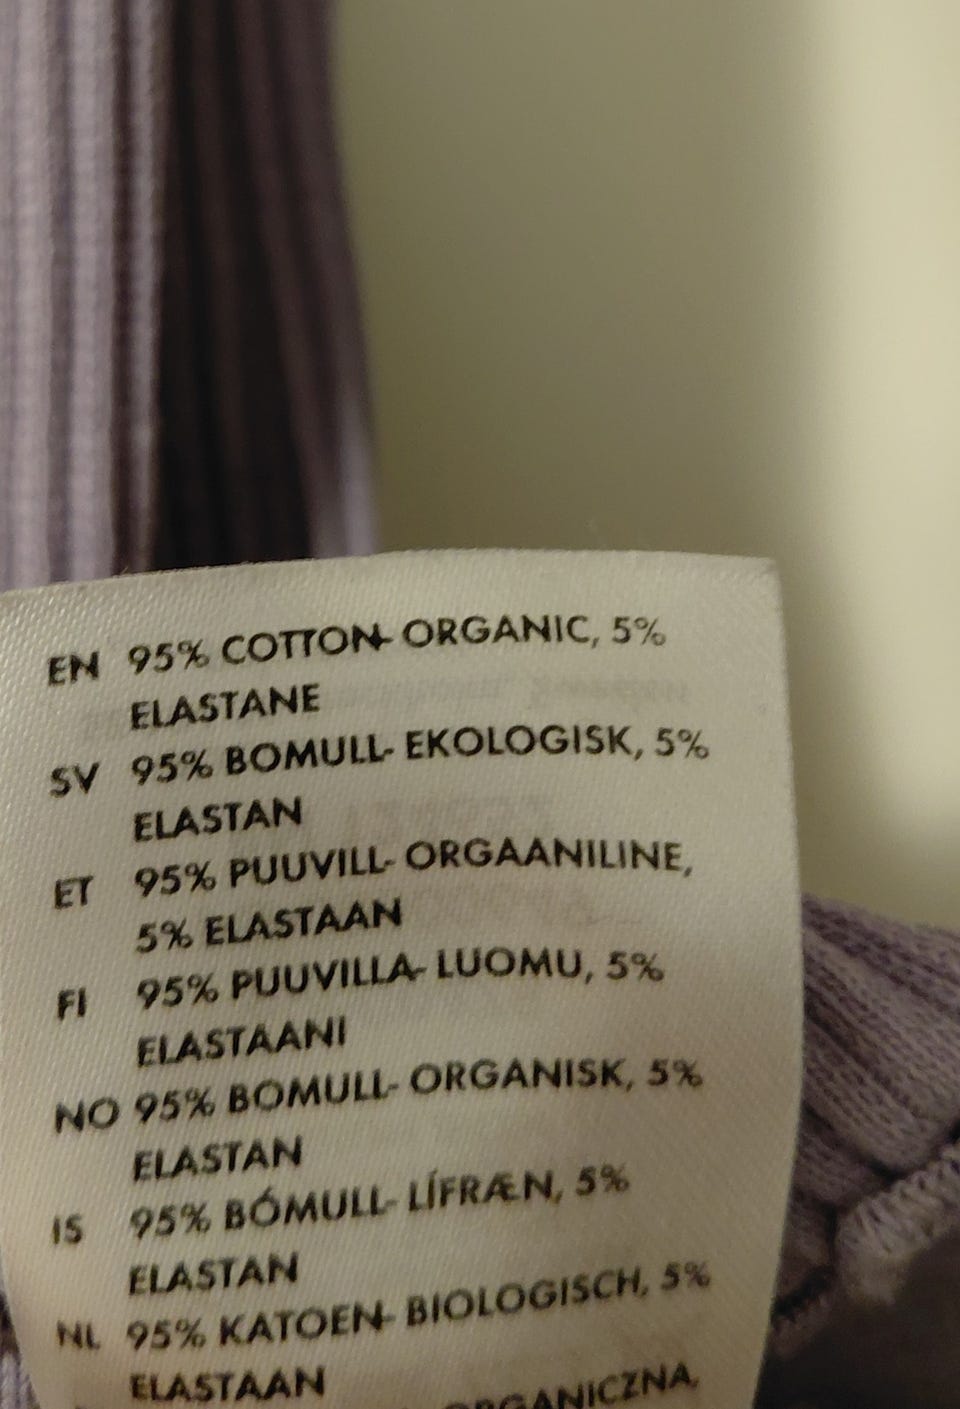 EN 95% COTTON- ORGANIC, 5%
ELASTANE
SV 95% BOMULL- EKOLOGISK, 5%
ELASTAN
ET 95% PUUVILL- ORGAANILINE,
5% ELASTAAN
FI 95% PUUVILLA- LUOMU, 5%
ELASTAANI
NO 95% BOMULL- ORGANISK, 5%
ELASTAN
IS 95% BÓMULL- LÍFRÆN, 5%
ELASTAN
NL 95% KATOEN- BIOLOGISCH, 5%
ELASTAAN
ORGANICZNA,